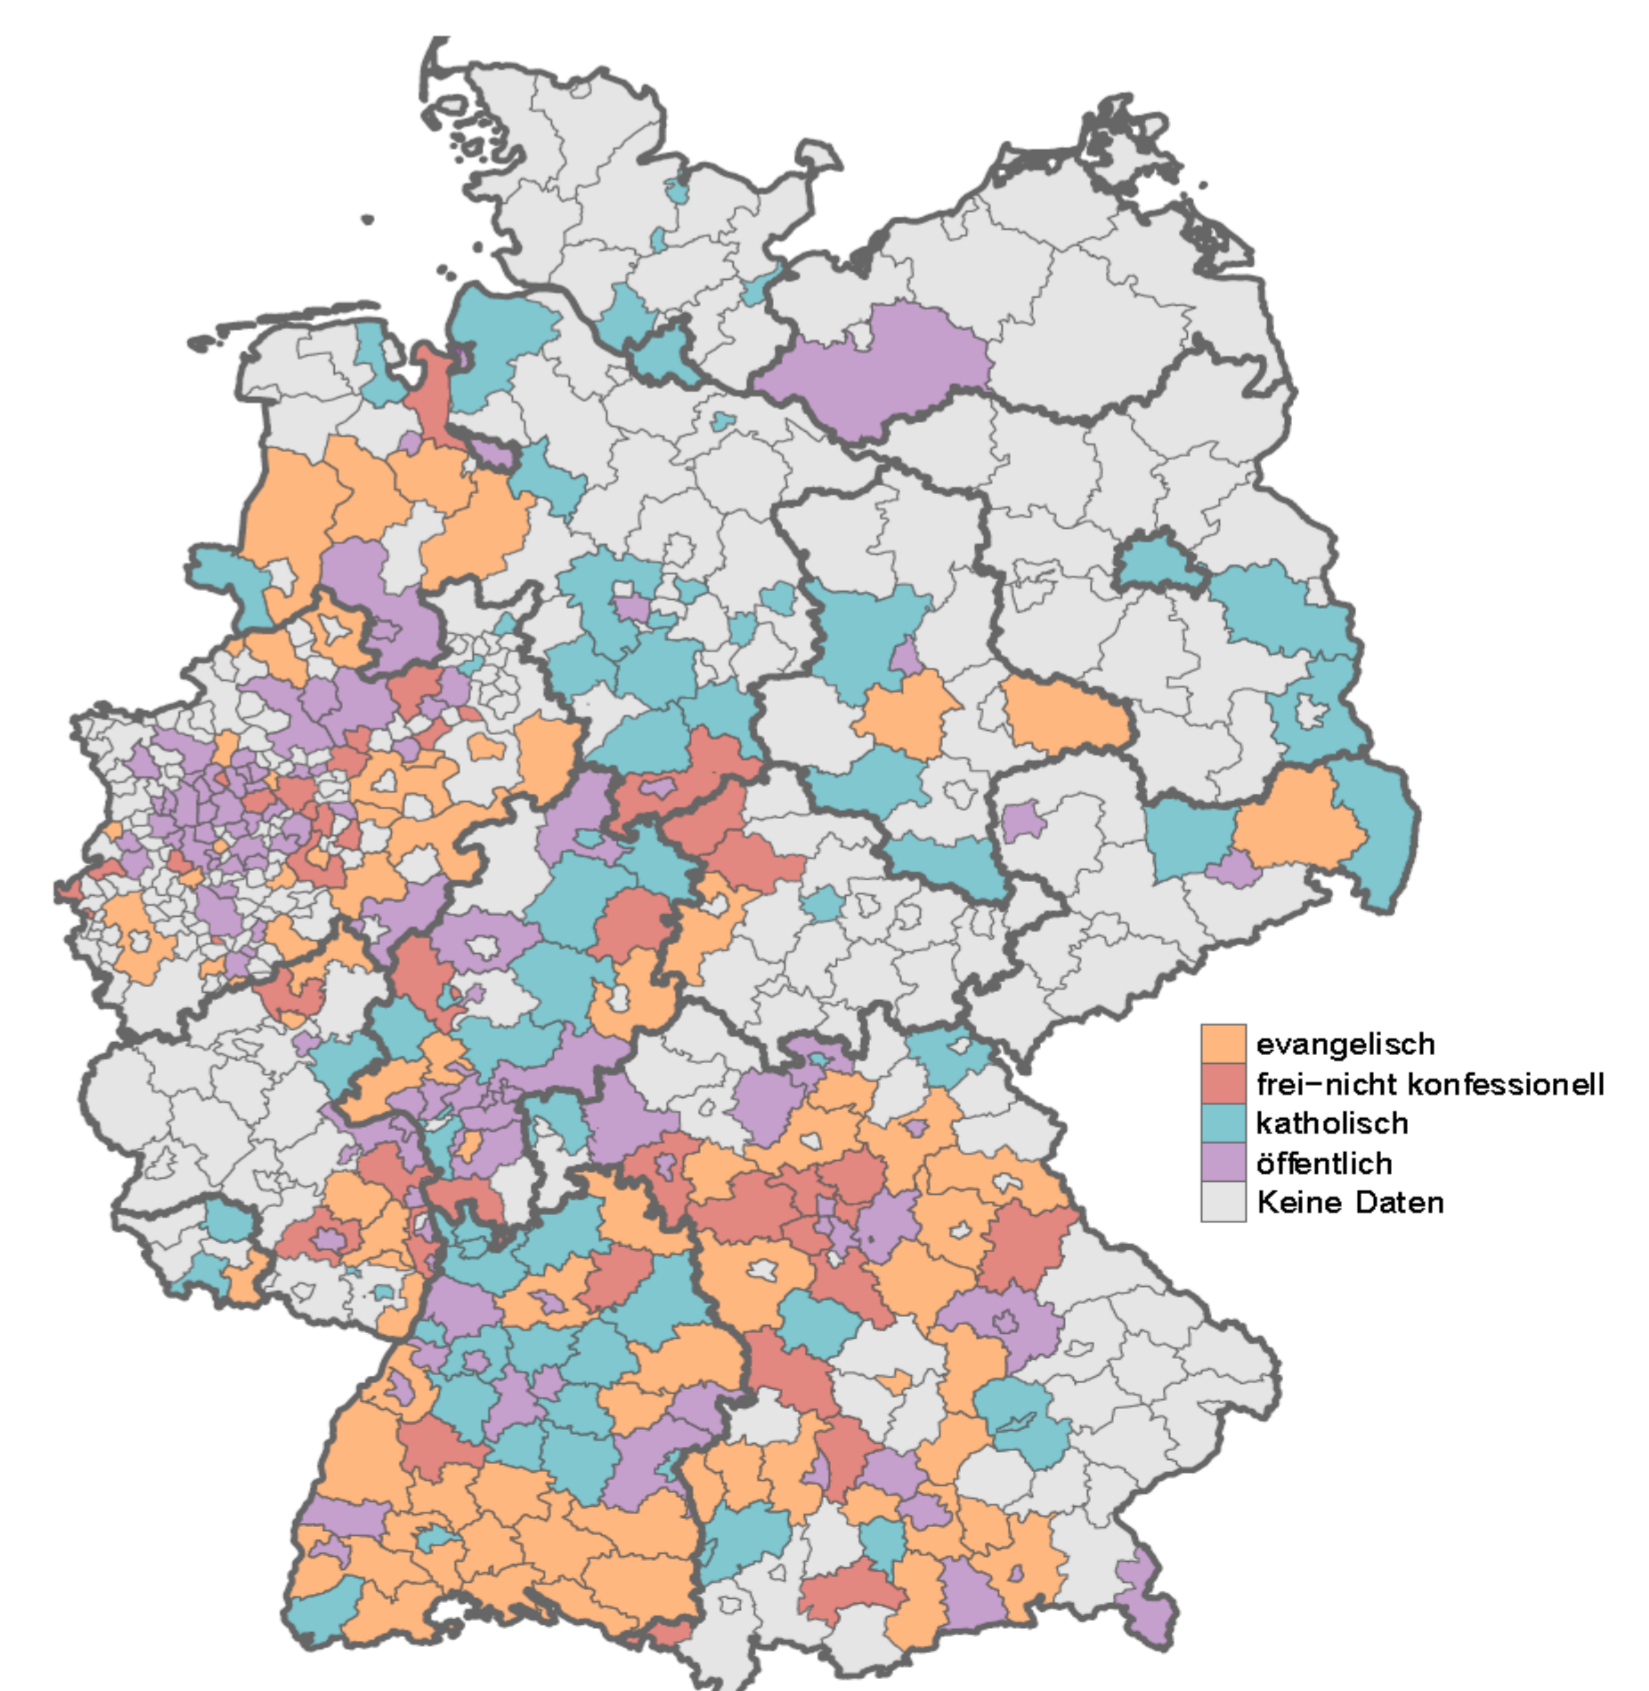 evangelisch
frei−nicht konfessionell
katholisch
öffentlich
Keine Daten